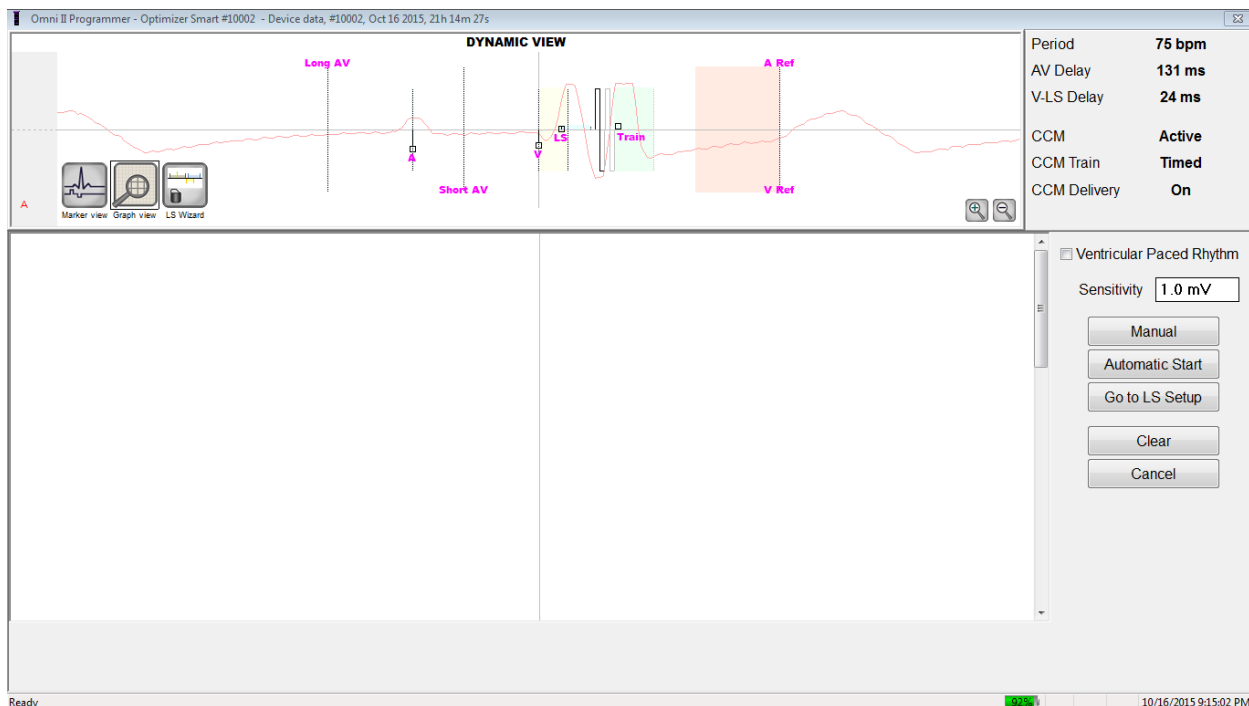 Omni II Programmer - Optimizer Smart #10002 - Device data, #10002, Oct 16 2015, 21h 14m 27s
DYNAMIC VIEW
Long AV
A Ref
A
V
LS
Train
Short AV
V Ref
A
Marker view
Graph view
LS Wizard
Period 75 bpm
AV Delay 131 ms
V-LS Delay 24 ms
CCM Active
CCM Train Timed
CCM Delivery On
Ventricular Paced Rhythm
Sensitivity 1.0 mV
Manual
Automatic Start
Go to LS Setup
Clear
Cancel
Ready
92%
10/16/2015 9:15:02 PM